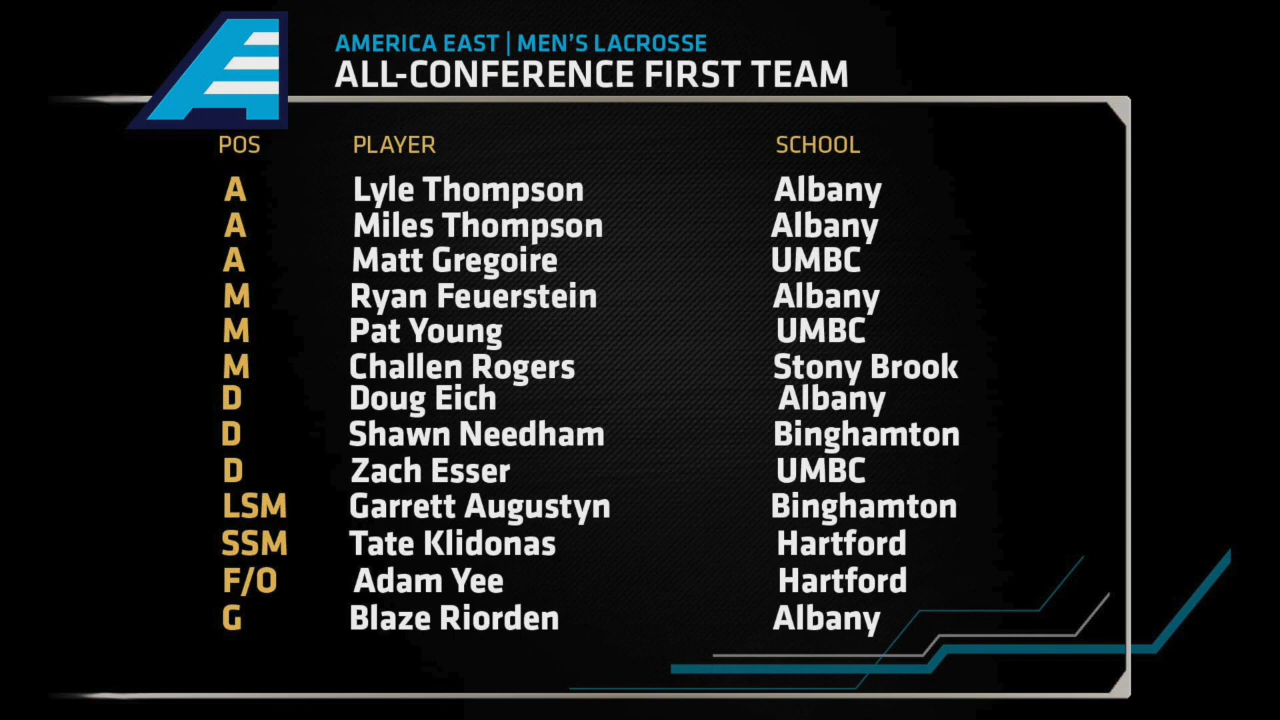 AMERICA EAST | MEN'S LACROSSE
ALL-CONFERENCE FIRST TEAM
POS PLAYER SCHOOL
A Lyle Thompson Albany
A Miles Thompson Albany
A Matt Gregoire UMBC
M Ryan Feuerstein Albany
M Pat Young UMBC
M Challen Rogers Stony Brook
D Doug Eich Albany
D Shawn Needham Binghamton
D Zach Esser UMBC
LSM Garrett Augustyn Binghamton
SSM Tate Klidonas Hartford
F/O Adam Yee Hartford
G Blaze Riorden Albany